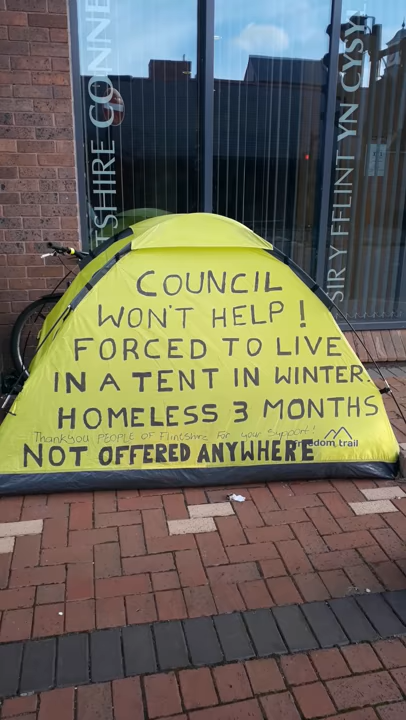 TSHIRE CONNE
SIR Y FFLINT YN CYSY
COUNCIL
WON'T HELP!
FORCED TO LIVE
IN A TENT IN WINTER.
HOMELESS 3 MONTHS
Thankyou PEOPLE OF Flintshire For your Support!
freedom trail
NOT OFFERED ANYWHERE